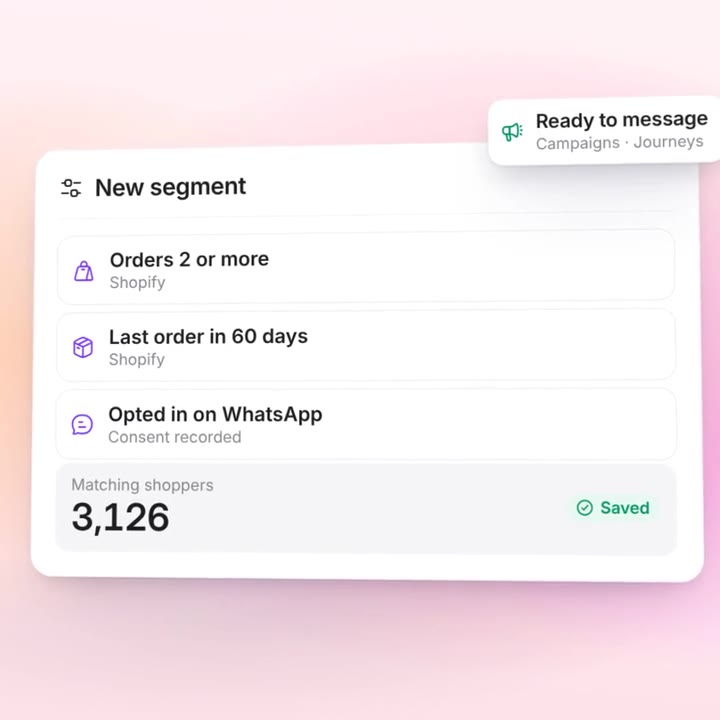 Ready to message
Campaigns · Journeys
New segment
Orders 2 or more
Shopify
Last order in 60 days
Shopify
Opted in on WhatsApp
Consent recorded
Matching shoppers
3,126
Saved